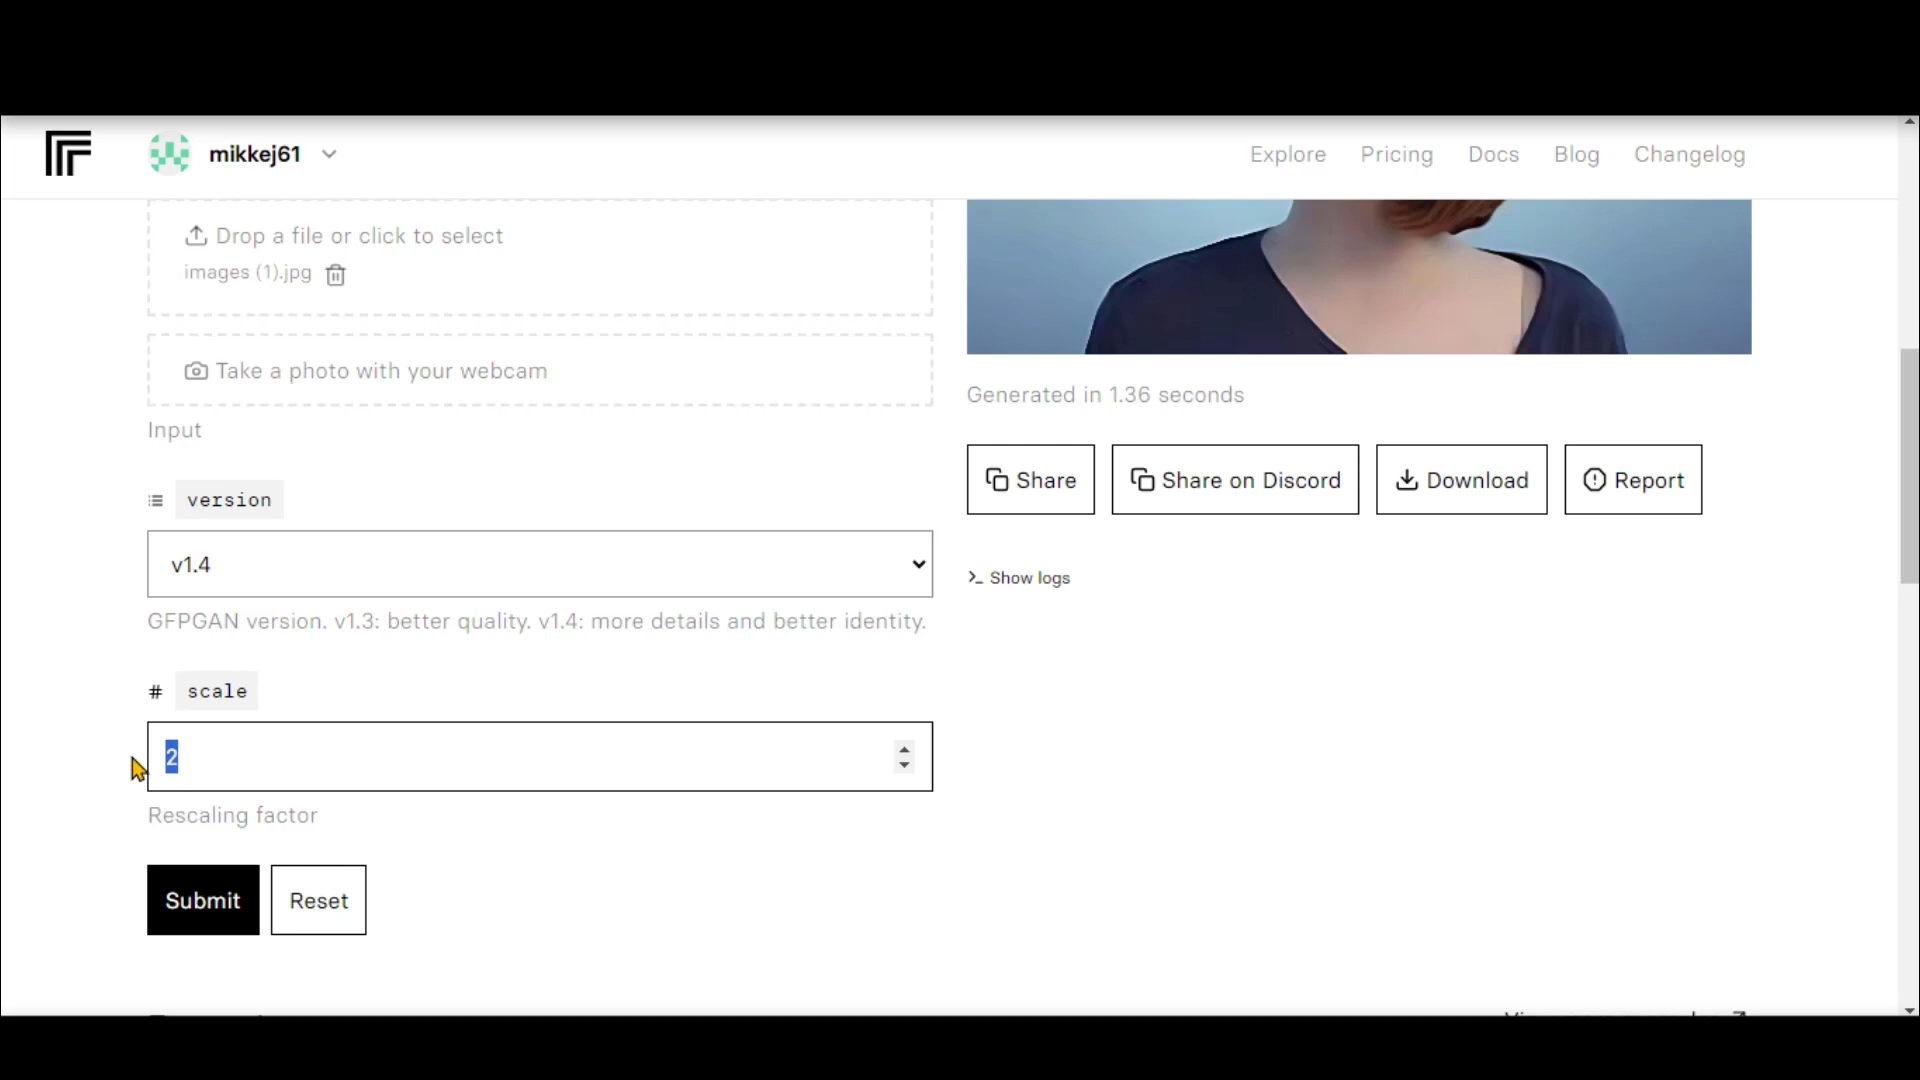 mikkej61
Explore
Pricing
Docs
Blog
Changelog
Drop a file or click to select
images (1).jpg
Take a photo with your webcam
Input
version
v1.4
GFPGAN version. v1.3: better quality. v1.4: more details and better identity.
# scale
2
Rescaling factor
Submit
Reset
Generated in 1.36 seconds
Share
Share on Discord
Download
Report
>_ Show logs